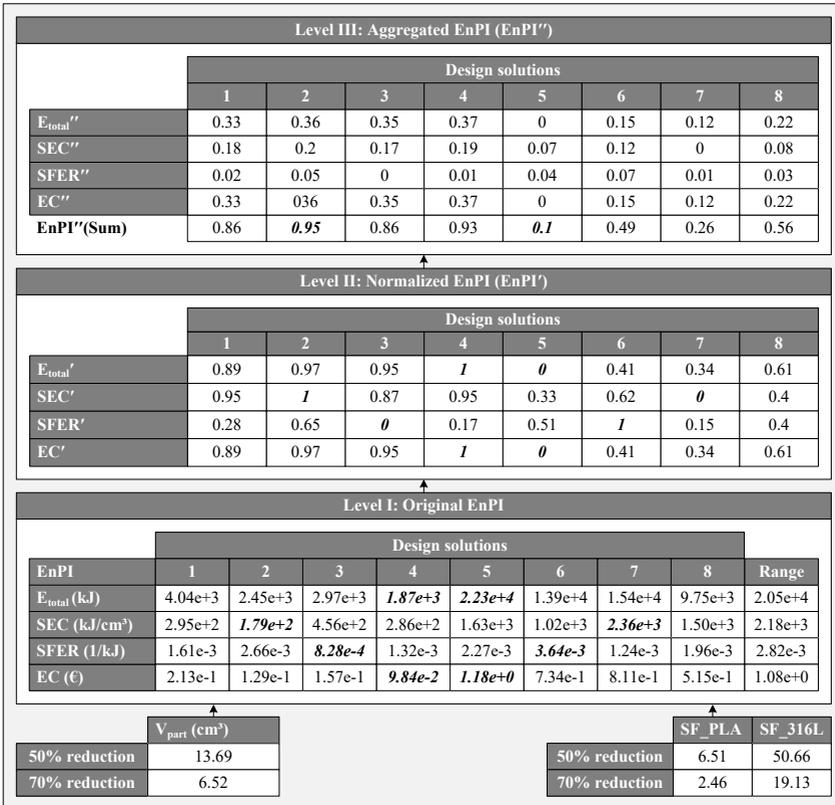 Level III: Aggregated EnPI (EnPI′′)
Design solutions
1 2 3 4 5 6 7 8
E_total′′ 0.33 0.36 0.35 0.37 0 0.15 0.12 0.22
SEC′′ 0.18 0.2 0.17 0.19 0.07 0.12 0 0.08
SFER′′ 0.02 0.05 0 0.01 0.04 0.07 0.01 0.03
EC′′ 0.33 036 0.35 0.37 0 0.15 0.12 0.22
EnPI′′(Sum) 0.86 0.95 0.86 0.93 0.1 0.49 0.26 0.56
Level II: Normalized EnPI (EnPI′)
Design solutions
1 2 3 4 5 6 7 8
E_total′ 0.89 0.97 0.95 1 0 0.41 0.34 0.61
SEC′ 0.95 1 0.87 0.95 0.33 0.62 0 0.4
SFER′ 0.28 0.65 0 0.17 0.51 1 0.15 0.4
EC′ 0.89 0.97 0.95 1 0 0.41 0.34 0.61
Level I: Original EnPI
Design solutions
EnPI 1 2 3 4 5 6 7 8 Range
E_total (kJ) 4.04e+3 2.45e+3 2.97e+3 1.87e+3 2.23e+4 1.39e+4 1.54e+4 9.75e+3 2.05e+4
SEC (kJ/cm³) 2.95e+2 1.79e+2 4.56e+2 2.86e+2 1.63e+3 1.02e+3 2.36e+3 1.50e+3 2.18e+3
SFER (1/kJ) 1.61e-3 2.66e-3 8.28e-4 1.32e-3 2.27e-3 3.64e-3 1.24e-3 1.96e-3 2.82e-3
EC (€) 2.13e-1 1.29e-1 1.57e-1 9.84e-2 1.18e+0 7.34e-1 8.11e-1 5.15e-1 1.08e+0
V_part (cm³)
50% reduction 13.69
70% reduction 6.52
SF_PLA SF_316L
50% reduction 6.51 50.66
70% reduction 2.46 19.13